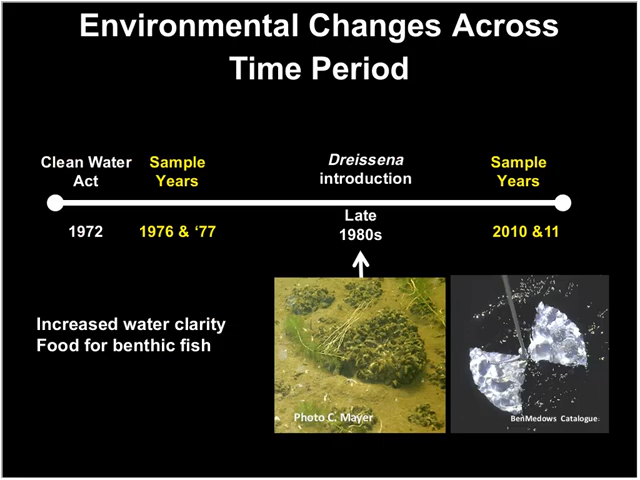 Environmental Changes Across
Time Period
Clean Water
Act
Sample
Years
Dreissena
introduction
Sample
Years
1972
1976 & ‘77
Late
1980s
2010 &11
Increased water clarity
Food for benthic fish
Photo C. Mayer
BenMedows Catalogue.